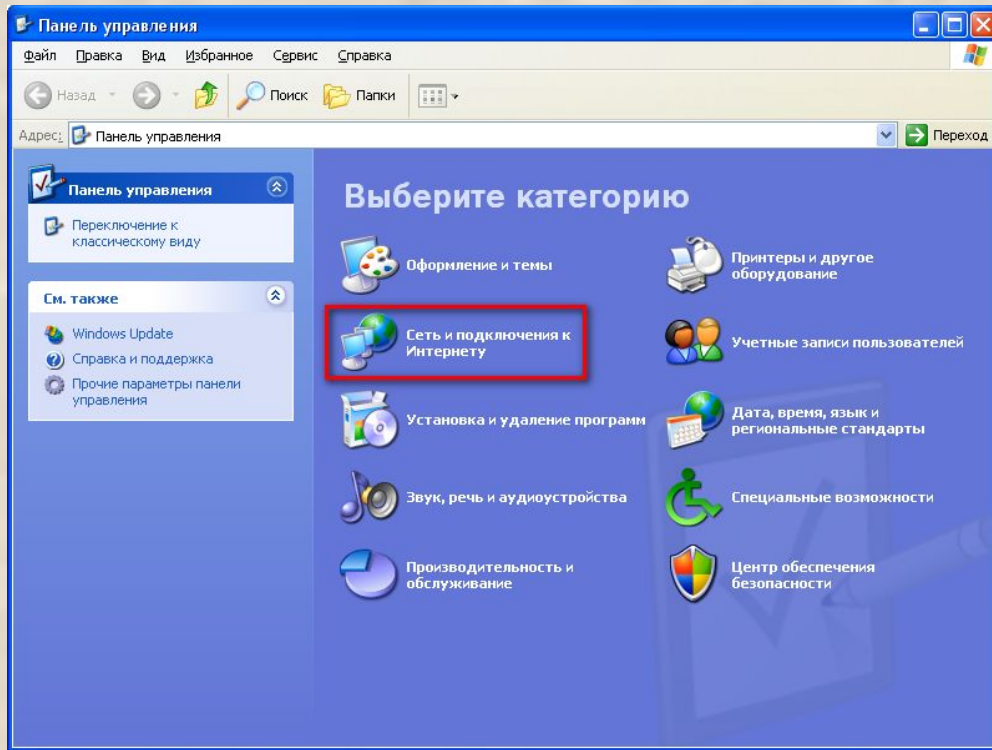 Панель управления
Файл Правка Вид Избранное Сервис Справка
Назад Поиск Папки
Адрес: Панель управления Переход
Панель управления
Переключение к
классическому виду
См. также
Windows Update
Справка и поддержка
Прочие параметры панели
управления
Выберите категорию
Оформление и темы
Принтеры и другое
оборудование
Сеть и подключения к
Интернету
Учетные записи пользователей
Установка и удаление программ
Дата, время, язык и
региональные стандарты
Звук, речь и аудиоустройства
Специальные возможности
Производительность и
обслуживание
Центр обеспечения
безопасности